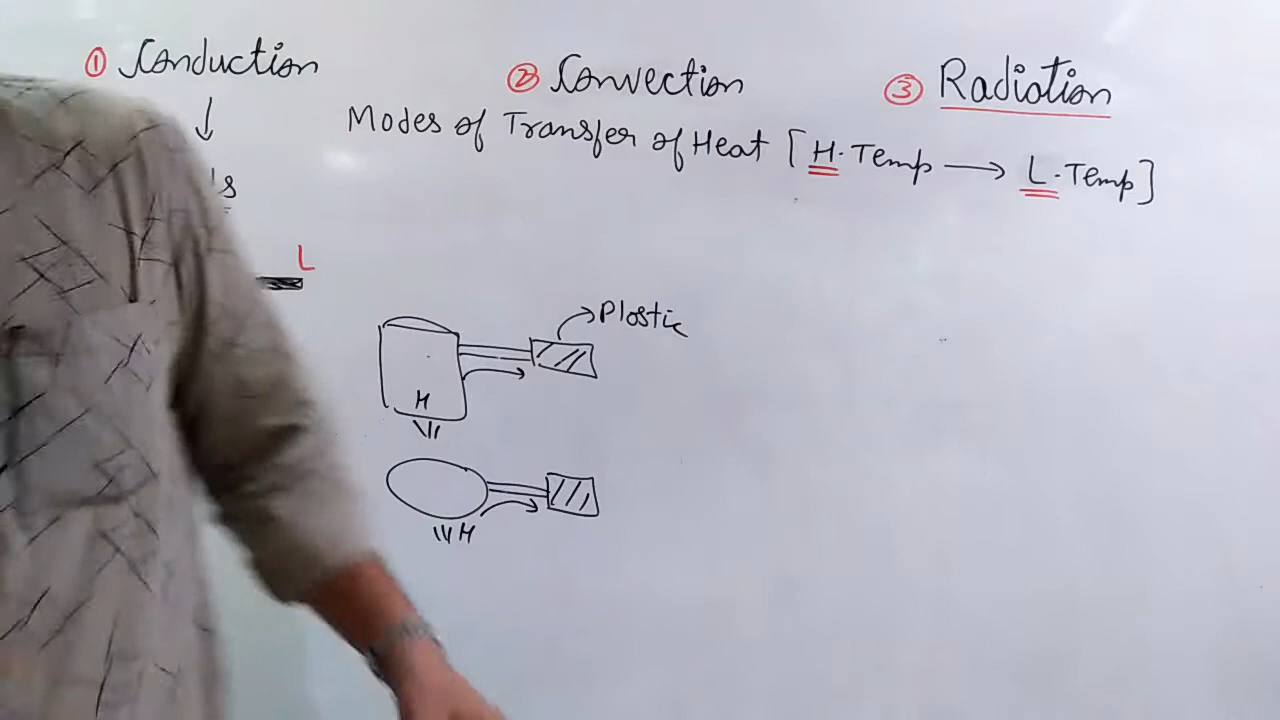 ① Conduction ② Convection ③ Radiation
Modes of Transfer of Heat [H. Temp → L. Temp]
L
Plastic
H
H